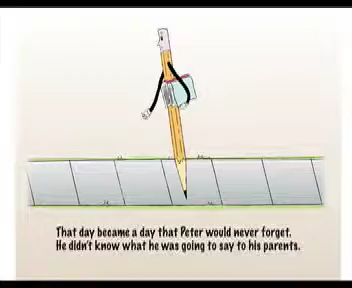 That day became a day that Peter would never forget.
He didn't know what he was going to say to his parents.